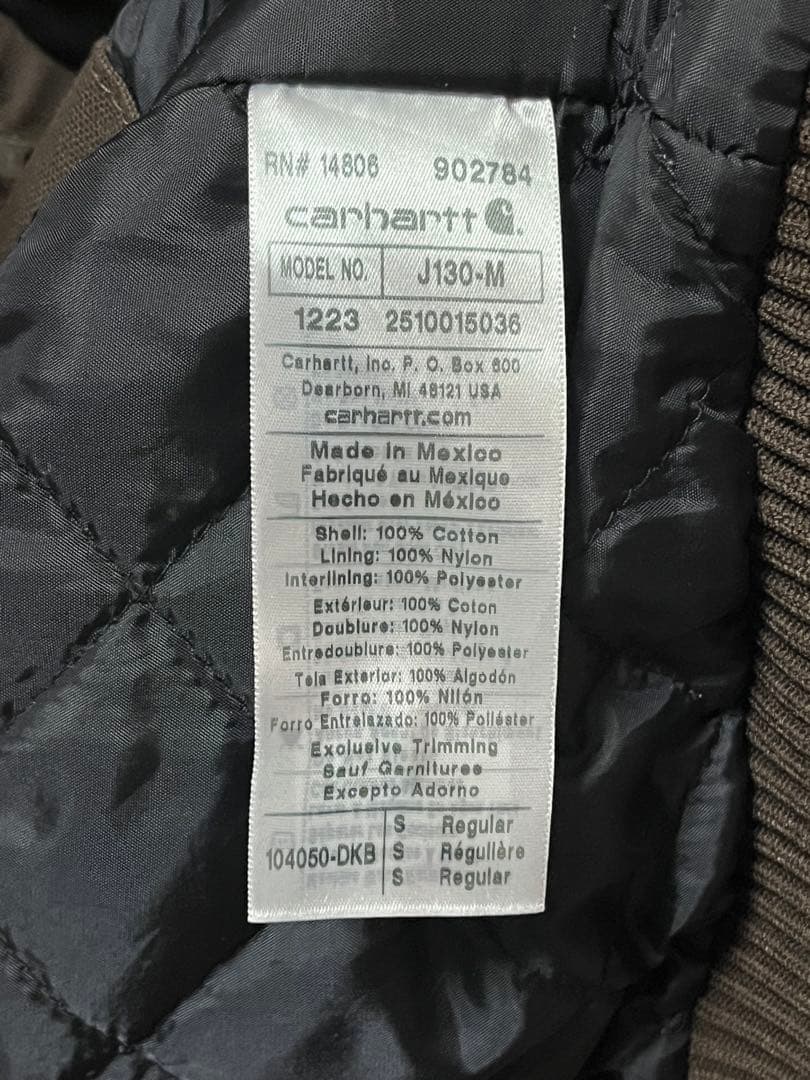 RN# 14806 902784
carhartt
MODEL NO. J130-M
1223 2510015036
Carhartt, Inc. P. O. Box 600
Dearborn, MI 48121 USA
carhartt.com
Made in Mexico
Fabriqué au Mexique
Hecho en México
Shell: 100% Cotton
Lining: 100% Nylon
Interlining: 100% Polyester
Extérieur: 100% Coton
Doublure: 100% Nylon
Entredoublure: 100% Polyester
Tela Exterior: 100% Algodón
Forro: 100% Nilón
Forro Entrelazado: 100% Poliéster
Exclusive Trimming
Sauf Garnitures
Excepto Adorno
S Regular
104050-DKB S Régulière
S Regular